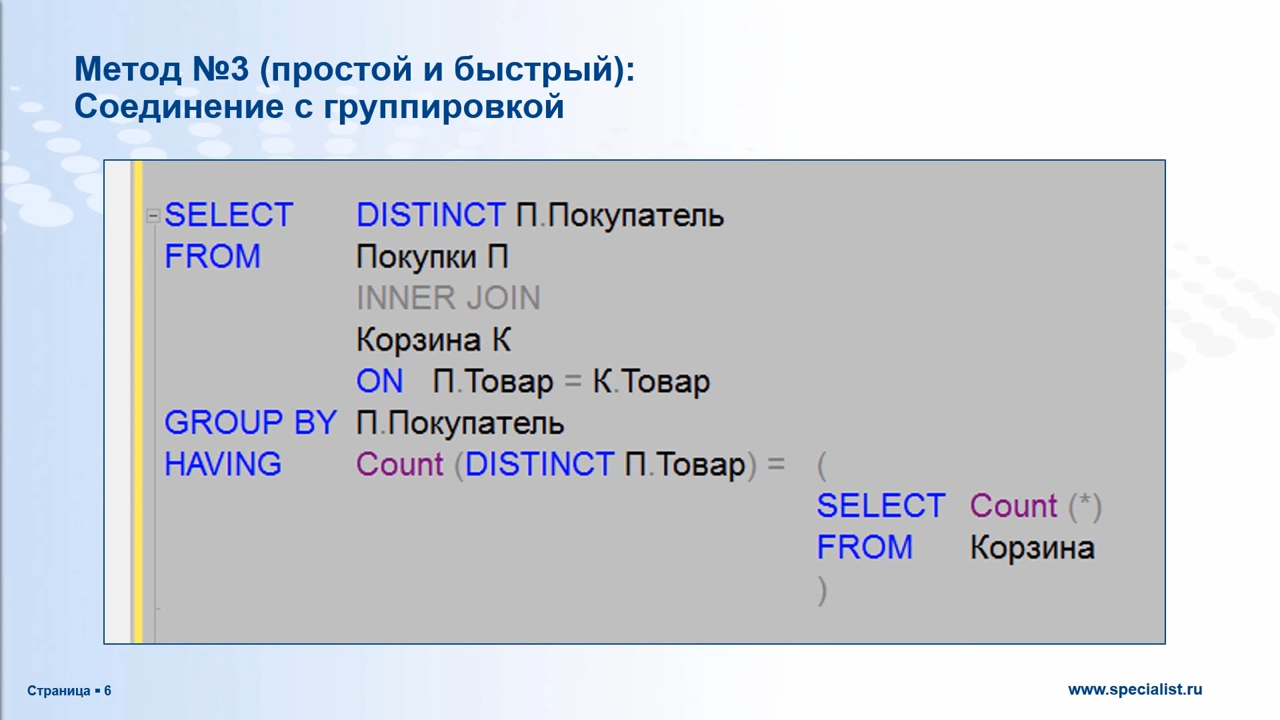 Метод №3 (простой и быстрый):
Соединение с группировкой
SELECT DISTINCT П.Покупатель
FROM Покупки П
INNER JOIN
Корзина К
ON П.Товар = К.Товар
GROUP BY П.Покупатель
HAVING Count (DISTINCT П.Товар) = (
SELECT Count (*)
FROM Корзина
)
Страница ▪ 6
www.specialist.ru